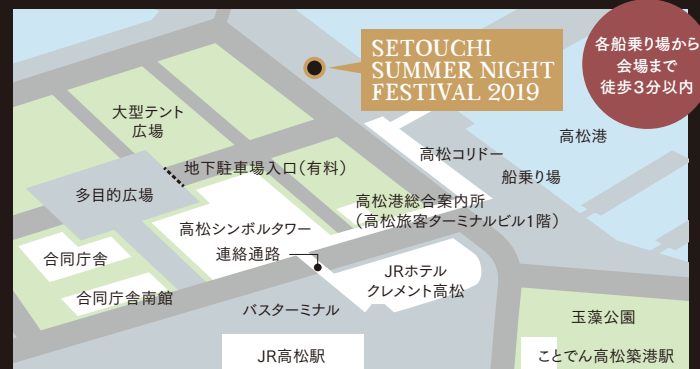 SETOUCHI
SUMMER NIGHT
FESTIVAL 2019
各船乗り場から
会場まで
徒歩3分以内
大型テント
広場
高松港
高松コリドー
地下駐車場入口(有料)
船乗り場
多目的広場
高松港総合案内所
(高松旅客ターミナルビル1階)
高松シンボルタワー
連絡通路
合同庁舎
JRホテル
クレメント高松
合同庁舎南館
バスターミナル
玉藻公園
JR高松駅
ことでん高松築港駅